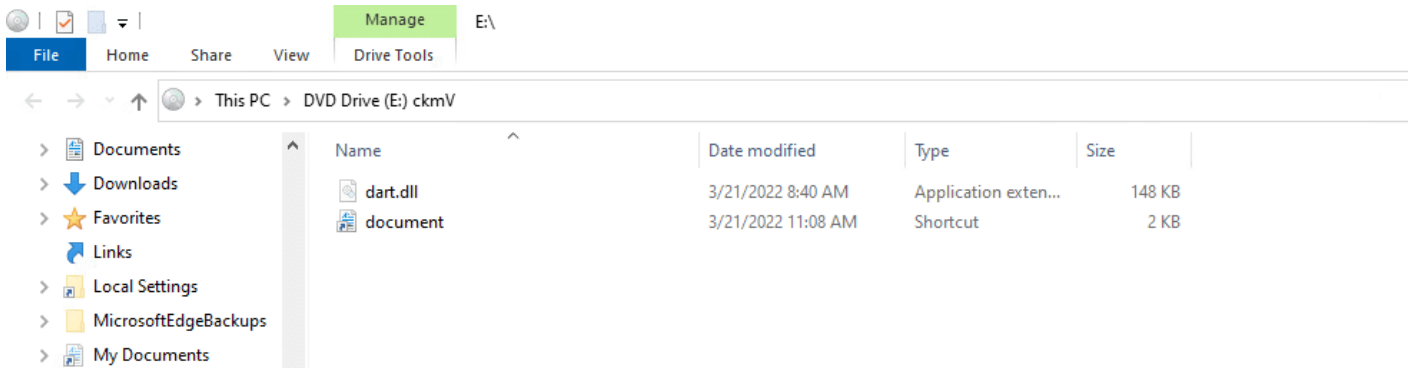 Manage E:\
File Home Share View Drive Tools
This PC > DVD Drive (E:) ckmV
Documents
Downloads
Favorites
Links
Local Settings
MicrosoftEdgeBackups
My Documents
Name Date modified Type Size
dart.dll 3/21/2022 8:40 AM Application exten... 148 KB
document 3/21/2022 11:08 AM Shortcut 2 KB